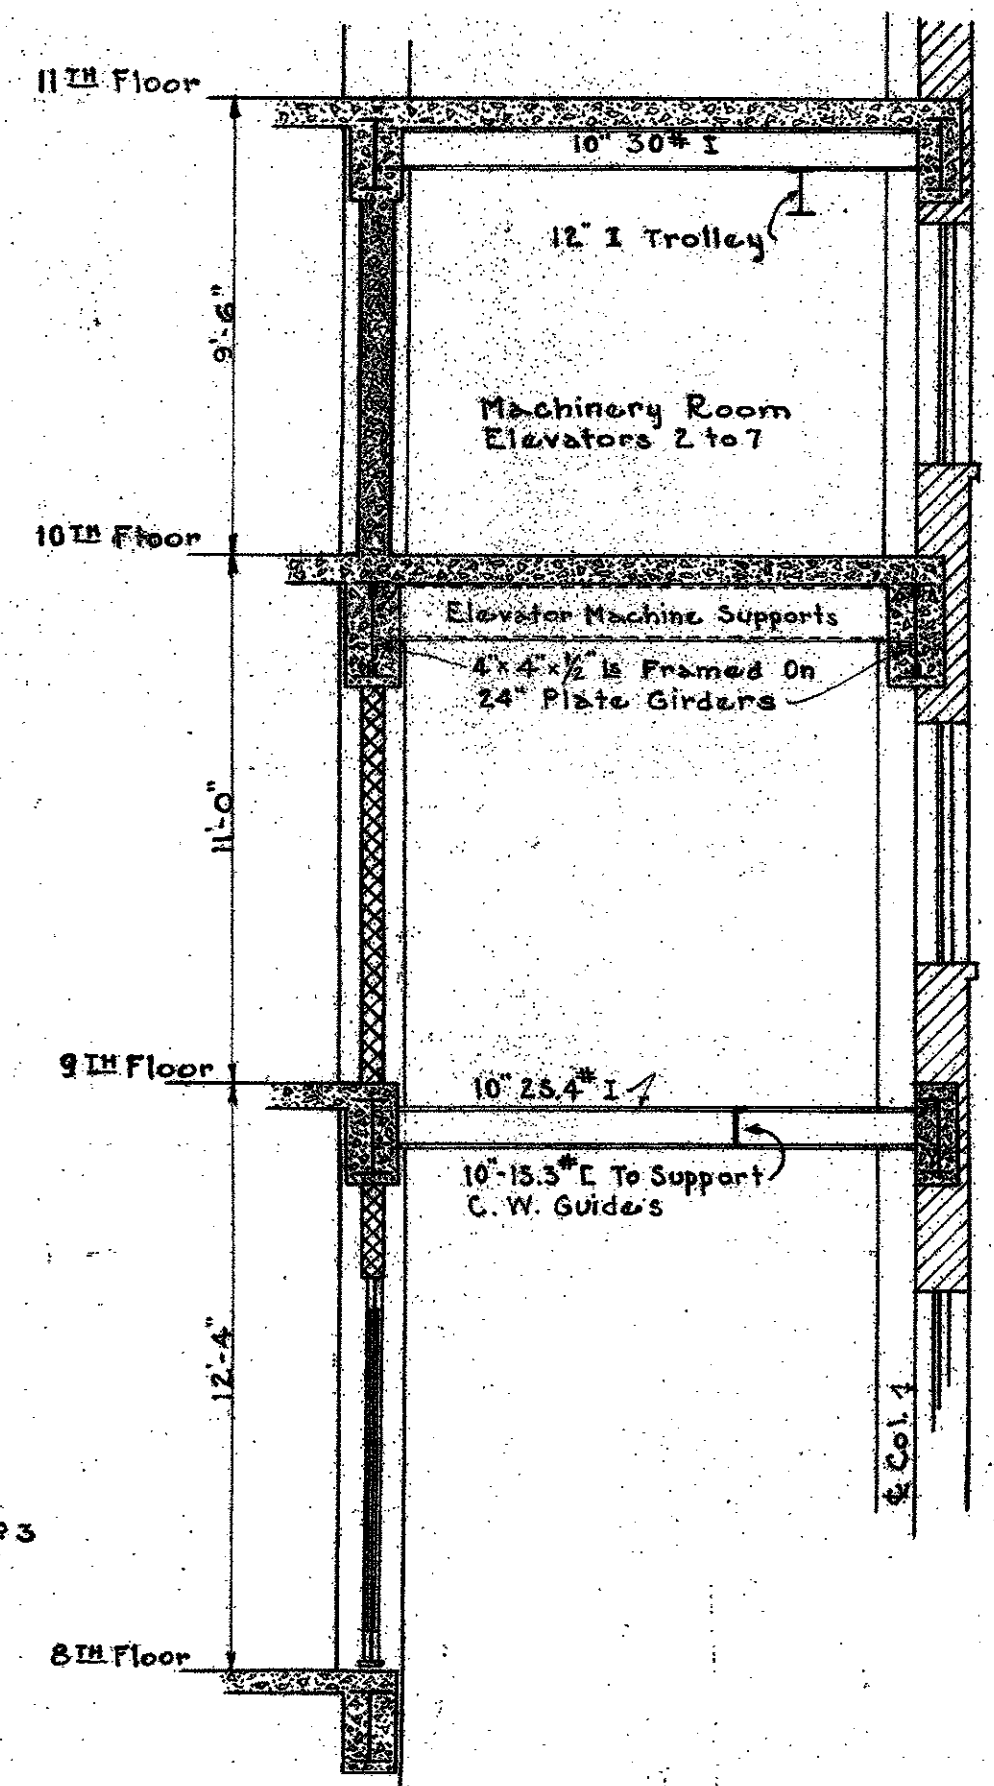 11TH Floor
10" 30# I
12" I Trolley
9'-6"
Machinery Room
Elevators 2 to 7
10TH Floor
Elevator Machine Supports
4"x4"x½" Ls Framed On
24" Plate Girders
11'-0"
9TH Floor
10" 25.4# I
10"-15.3# [ To Support
C. W. Guides
12'-4"
℄ Col. 1
3
8TH Floor